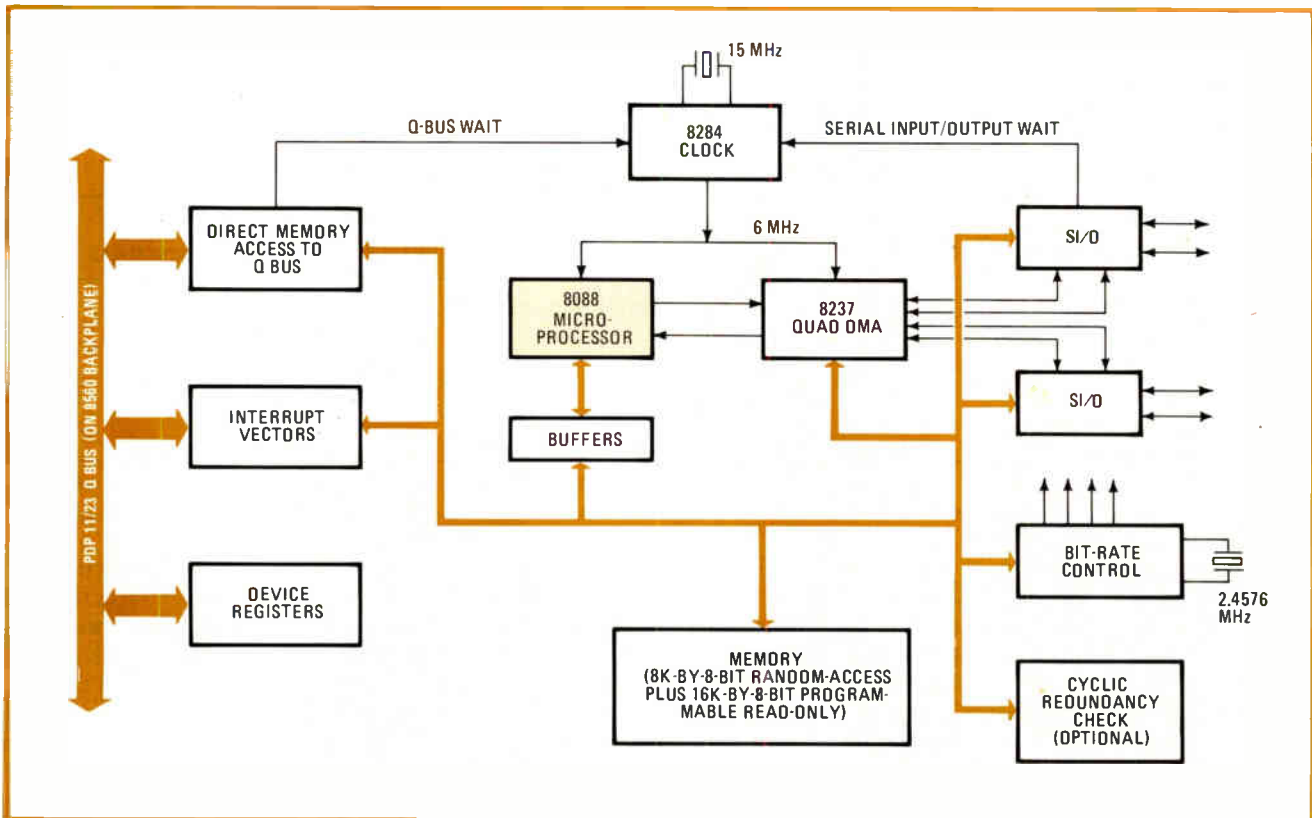 15 MHz
8284
CLOCK
Q-BUS WAIT
SERIAL INPUT/OUTPUT WAIT
DIRECT MEMORY
ACCESS TO
Q BUS
6 MHz
SI/O
8088
MICRO-
PROCESSOR
8237
QUAD DMA
SI/O
INTERRUPT
VECTORS
BUFFERS
PDP 11/23 Q BUS (ON 8560 BACKPLANE)
BIT-RATE
CONTROL
2.4576
MHz
DEVICE
REGISTERS
MEMORY
(8K-BY-8-BIT RANDOM-ACCESS
PLUS 16K-BY-8-BIT PROGRAM-
MABLE READ-ONLY)
CYCLIC
REDUNDANCY
CHECK
(OPTIONAL)